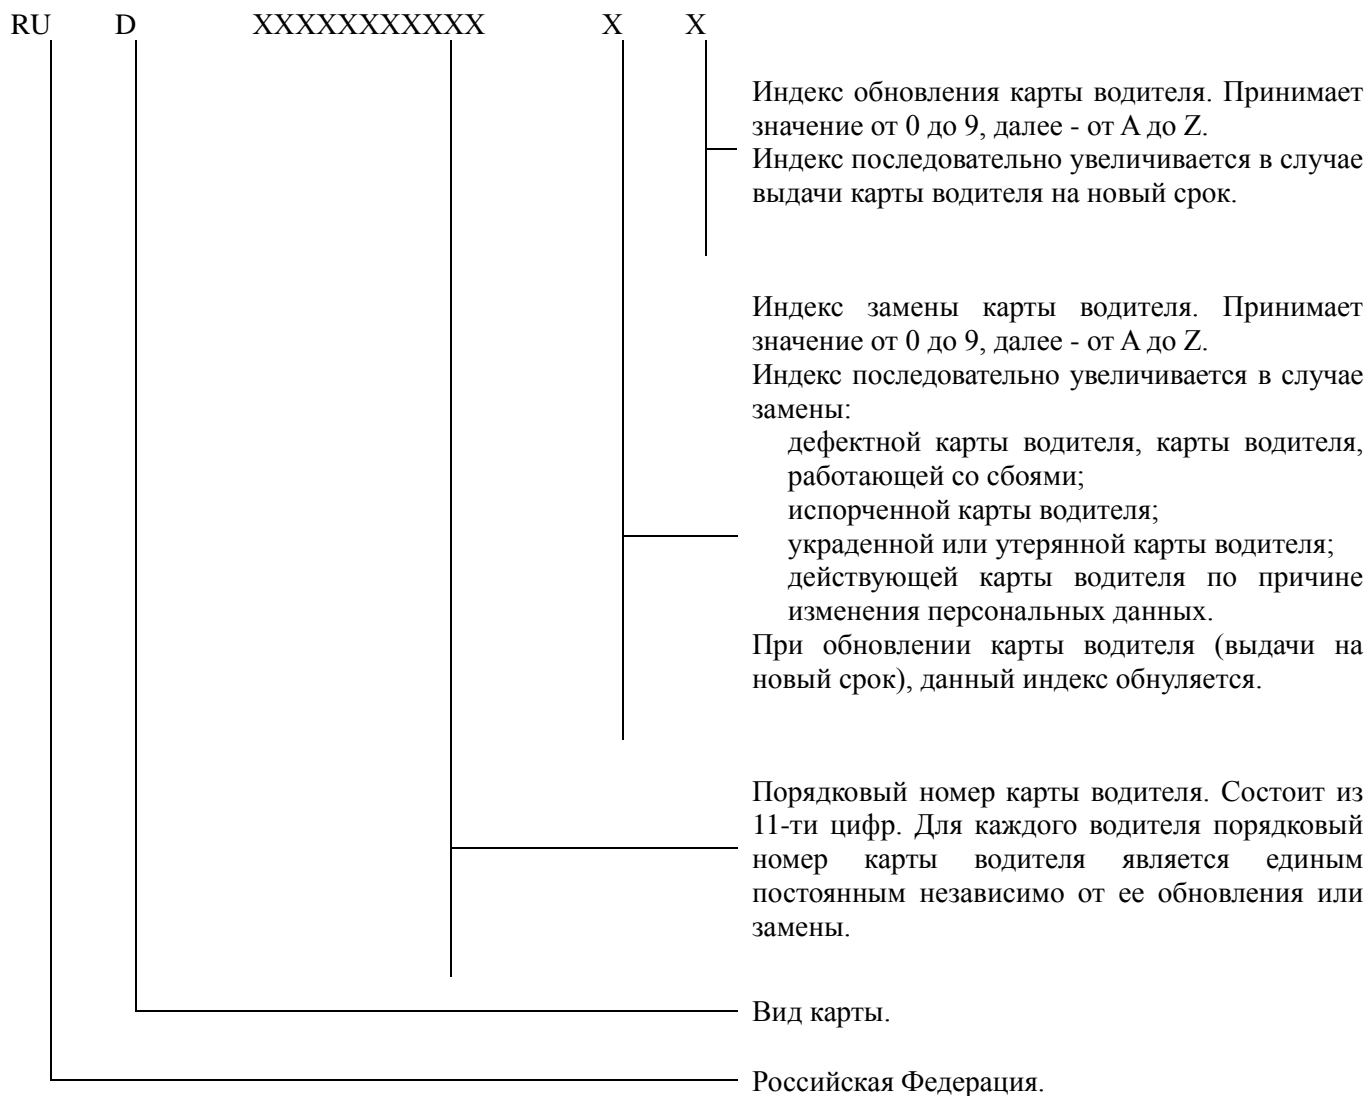 RU D XXXXXXXXXXX X X
Индекс обновления карты водителя. Принимает
значение от 0 до 9, далее - от A до Z.
Индекс последовательно увеличивается в случае
выдачи карты водителя на новый срок.
Индекс замены карты водителя. Принимает
значение от 0 до 9, далее - от A до Z.
Индекс последовательно увеличивается в случае
замены:
дефектной карты водителя, карты водителя,
работающей со сбоями;
испорченной карты водителя;
украденной или утерянной карты водителя;
действующей карты водителя по причине
изменения персональных данных.
При обновлении карты водителя (выдачи на
новый срок), данный индекс обнуляется.
Порядковый номер карты водителя. Состоит из
11-ти цифр. Для каждого водителя порядковый
номер карты водителя является единым
постоянным независимо от ее обновления или
замены.
Вид карты.
Российская Федерация.